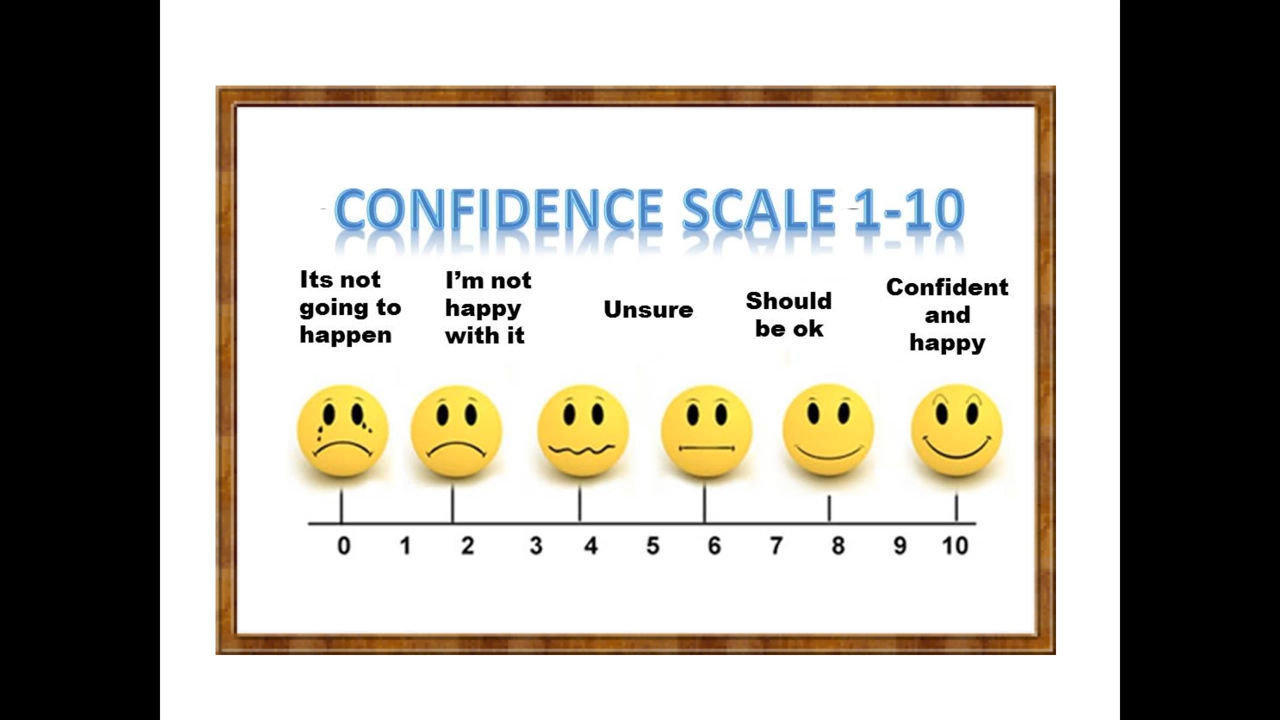 CONFIDENCE SCALE 1-10
Its not
going to
happen
I’m not
happy
with it
Unsure
Should
be ok
Confident
and
happy
0 1 2 3 4 5 6 7 8 9 10